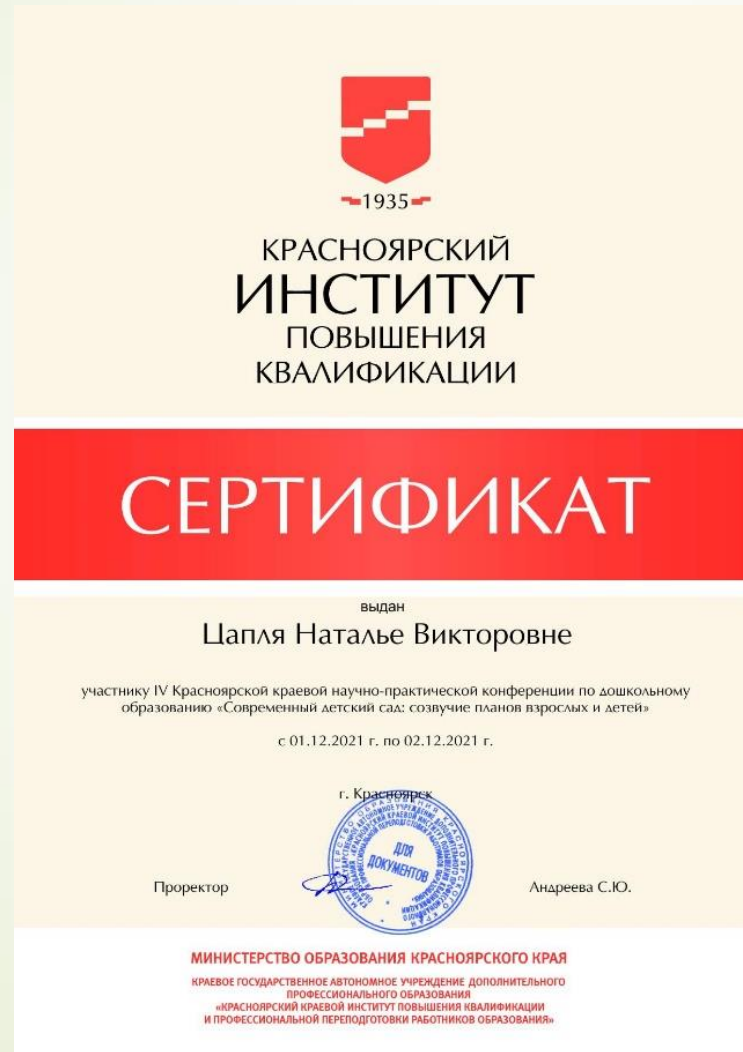 1935
КРАСНОЯРСКИЙ
ИНСТИТУТ
ПОВЫШЕНИЯ
КВАЛИФИКАЦИИ
СЕРТИФИКАТ
выдан
Цапля Наталье Викторовне
участнику IV Красноярской краевой научно-практической конференции по дошкольному
образованию «Современный детский сад: созвучие планов взрослых и детей»
с 01.12.2021 г. по 02.12.2021 г.
г. Красноярск
ДЛЯ
ДОКУМЕНТОВ
Проректор
Андреева С.Ю.
МИНИСТЕРСТВО ОБРАЗОВАНИЯ КРАСНОЯРСКОГО КРАЯ
КРАЕВОЕ ГОСУДАРСТВЕННОЕ АВТОНОМНОЕ УЧРЕЖДЕНИЕ ДОПОЛНИТЕЛЬНОГО
ПРОФЕССИОНАЛЬНОГО ОБРАЗОВАНИЯ
«КРАСНОЯРСКИЙ КРАЕВОЙ ИНСТИТУТ ПОВЫШЕНИЯ КВАЛИФИКАЦИИ
И ПРОФЕССИОНАЛЬНОЙ ПЕРЕПОДГОТОВКИ РАБОТНИКОВ ОБРАЗОВАНИЯ»